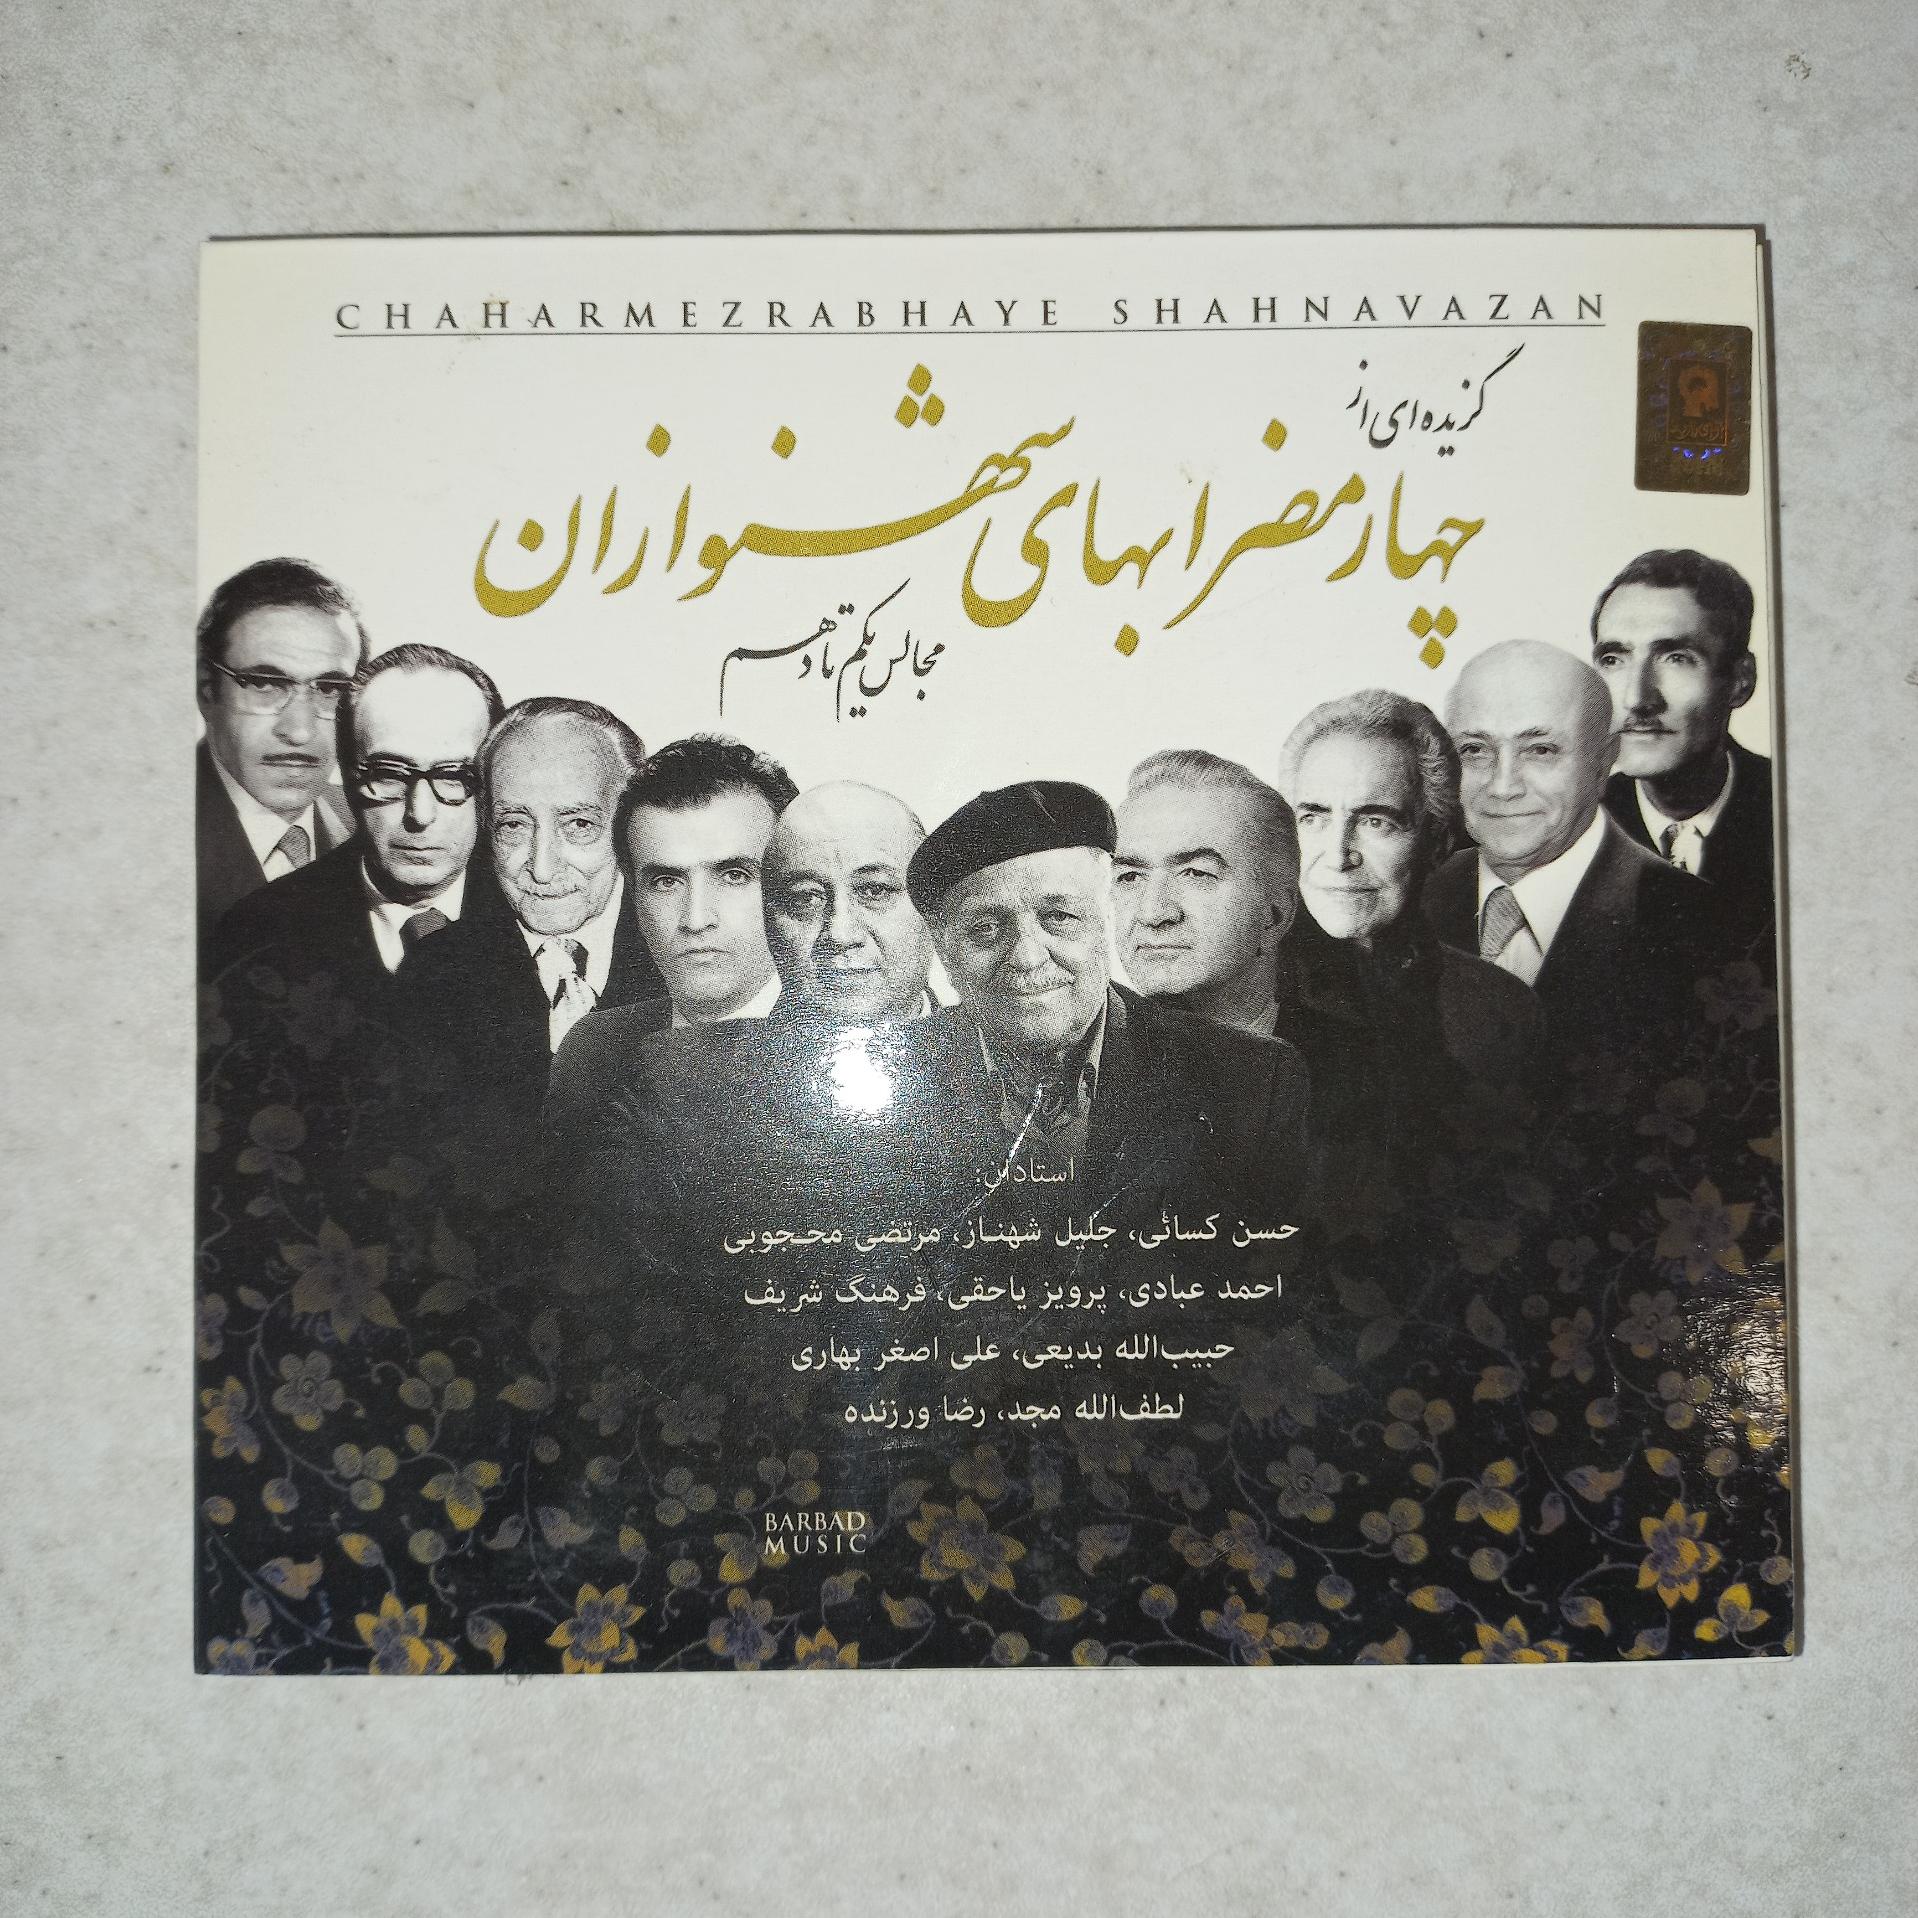 CHAHARMEZRABHAYE SHAHNAVAZAN
گزیده‌ای از
چهارمضرابهای شهنوازان
مجالس یکم تا دهم
استادان:
حسن کسائی، جلیل شهناز، مرتضی محجوبی
احمد عبادی، پرویز یاحقی، فرهنگ شریف
حبیب‌الله بدیعی، علی اصغر بهاری
لطف‌الله مجد، رضا ورزنده
BARBAD
MUSIC